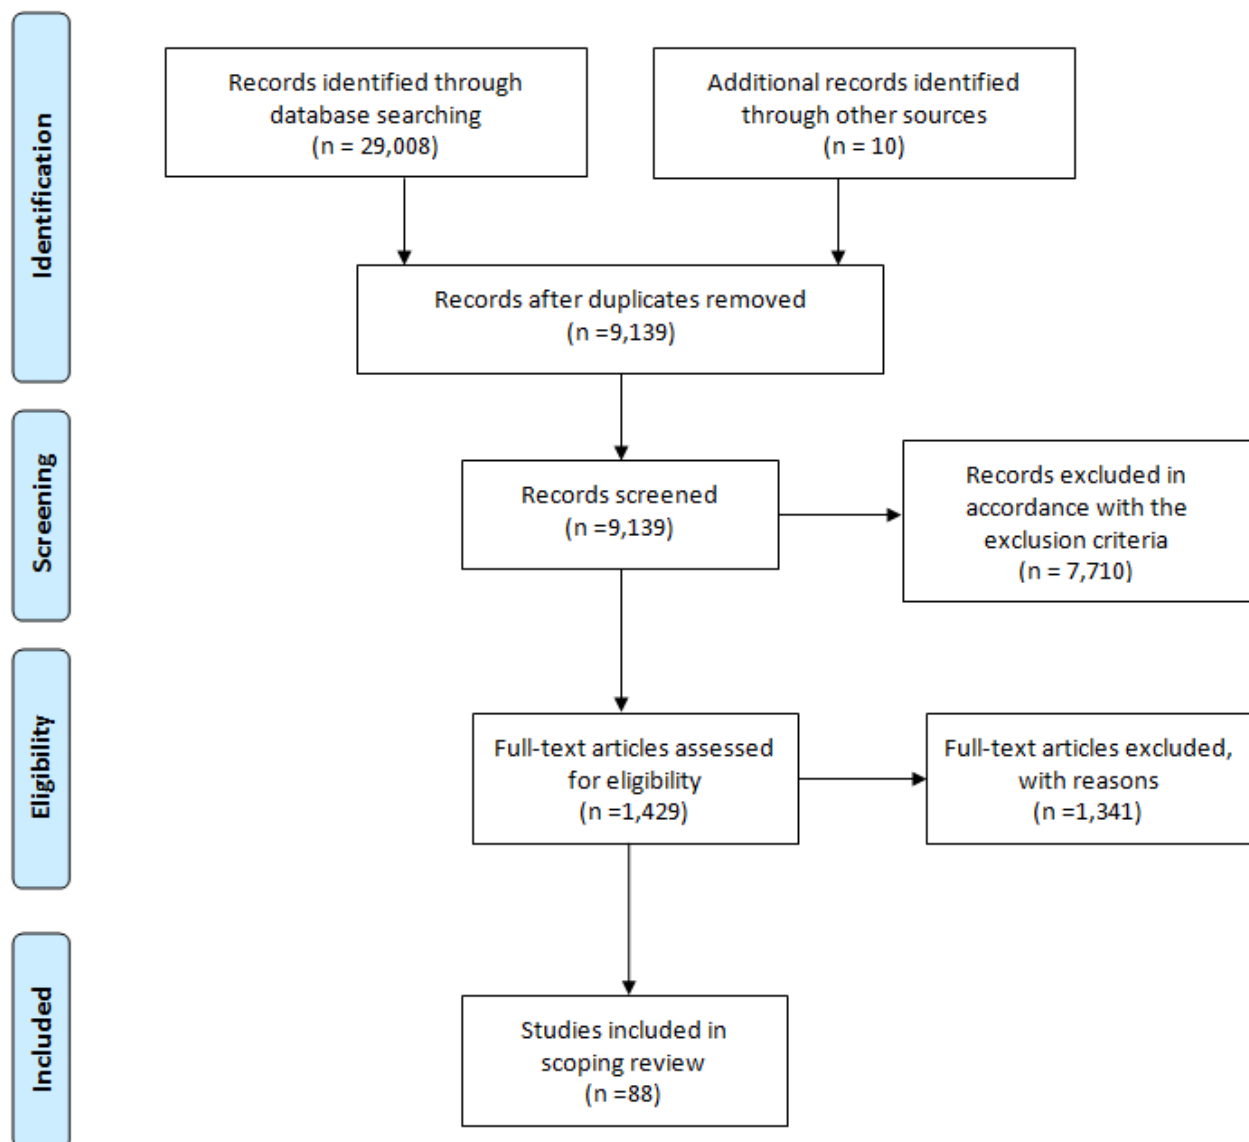 Identification
Records identified through
database searching
(n = 29,008)
Additional records identified
through other sources
(n = 10)
Records after duplicates removed
(n =9,139)
Screening
Records screened
(n =9,139)
Records excluded in
accordance with the
exclusion criteria
(n = 7,710)
Eligibility
Full-text articles assessed
for eligibility
(n =1,429)
Full-text articles excluded,
with reasons
(n =1,341)
Included
Studies included in
scoping review
(n =88)